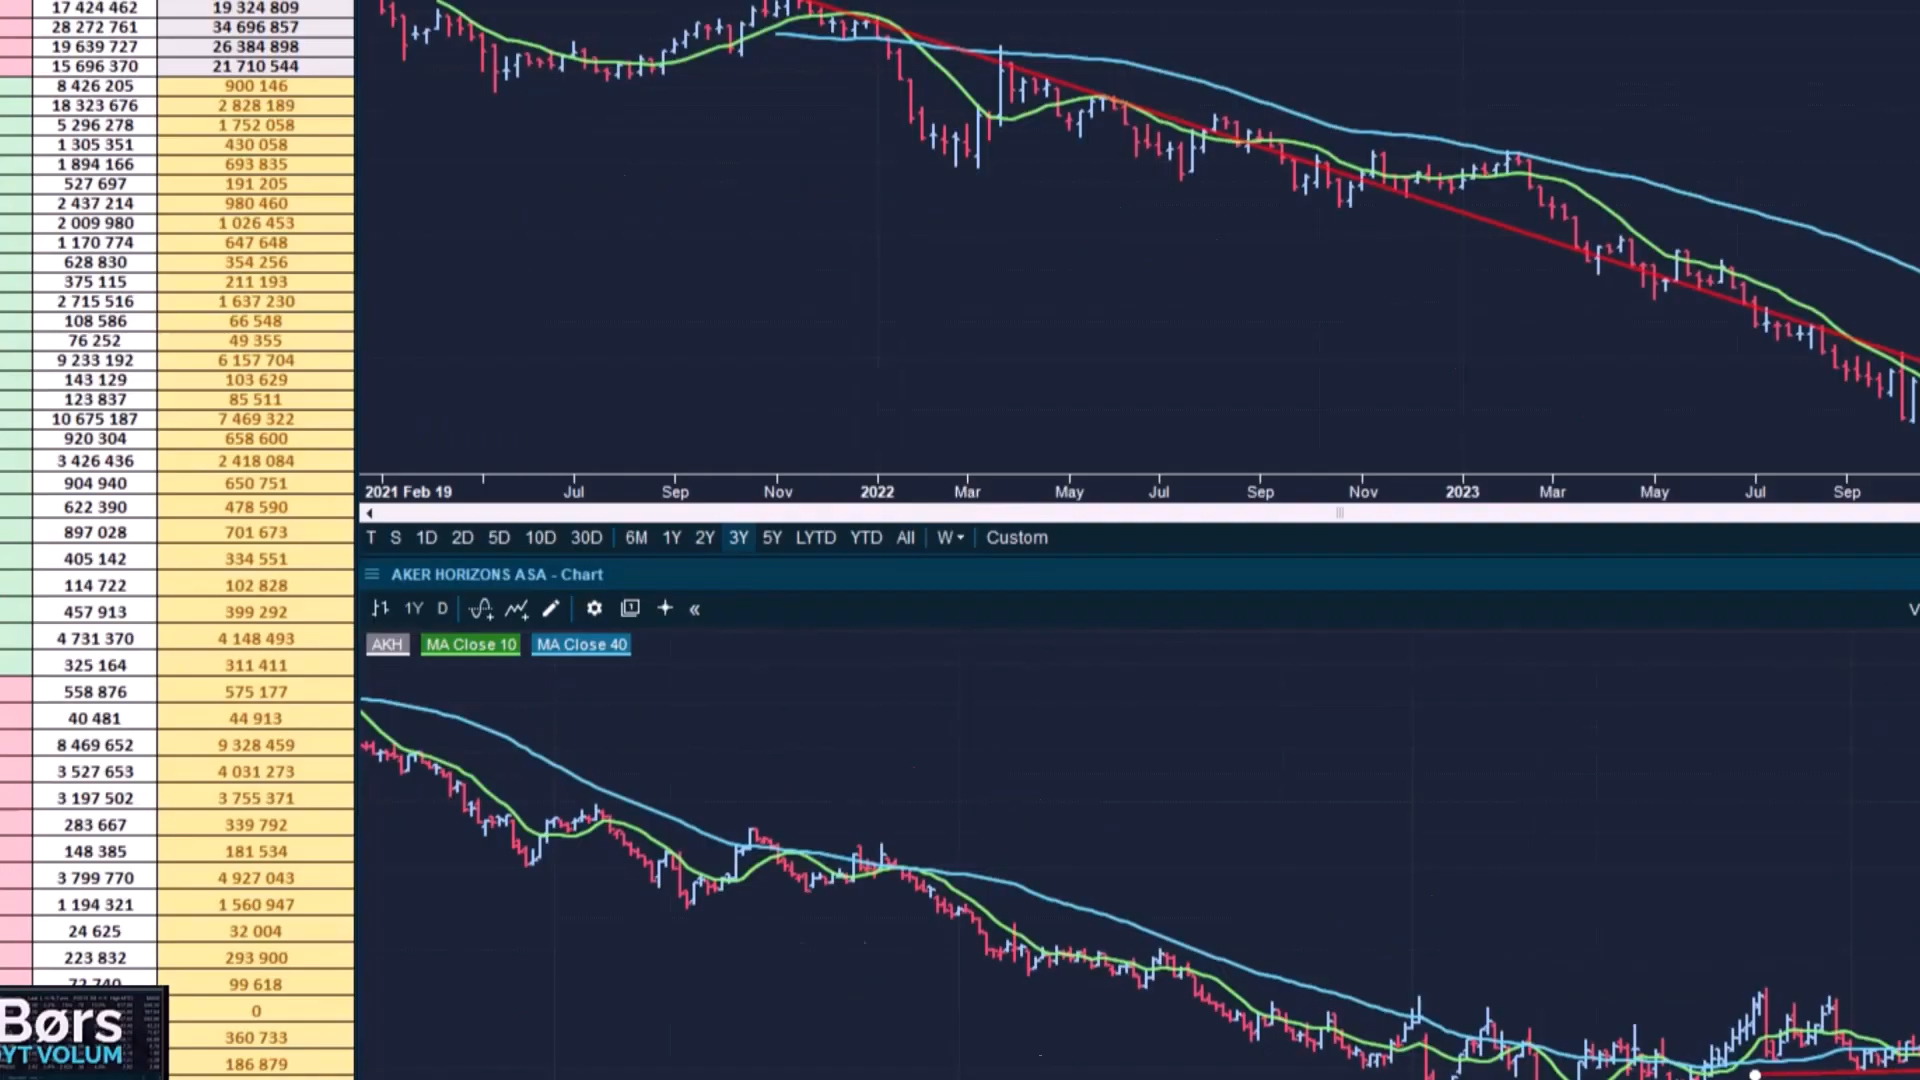 17 424 462 19 324 809
28 272 761 34 696 857
19 639 727 26 384 898
15 696 370 21 710 544
8 426 205 900 146
18 323 676 2 828 189
5 296 278 1 752 058
1 305 351 430 058
1 894 166 693 835
527 697 191 205
2 437 214 980 460
2 009 980 1 026 453
1 170 774 647 648
628 830 354 256
375 115 211 193
2 715 516 1 637 230
108 586 66 548
76 252 49 355
9 233 192 6 157 704
143 129 103 629
123 837 85 511
10 675 187 7 469 322
920 304 658 600
3 426 436 2 418 084
904 940 650 751
622 390 478 590
897 028 701 673
405 142 334 551
114 722 102 828
457 913 399 292
4 731 370 4 148 493
325 164 311 411
558 876 575 177
40 481 44 913
8 469 652 9 328 459
3 527 653 4 031 273
3 197 502 3 755 371
283 667 339 792
148 385 181 534
3 799 770 4 927 043
1 194 321 1 560 947
24 625 32 004
223 832 293 900
72 740 99 618
0
360 733
186 879
Børs
YT VOLUM
2021 Feb 19 Jul Sep Nov 2022 Mar May Jul Sep Nov 2023 Mar May Jul Sep
T S 1D 2D 5D 10D 30D 6M 1Y 2Y 3Y 5Y LYTD YTD All W Custom
AKER HORIZONS ASA - Chart
1Y D
AKH MA Close 10 MA Close 40